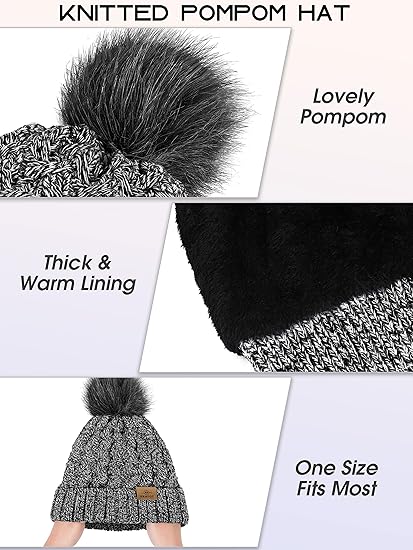 KNITTED POMPOM HAT
Lovely
Pompom
Thick &
Warm Lining
One Size
Fits Most